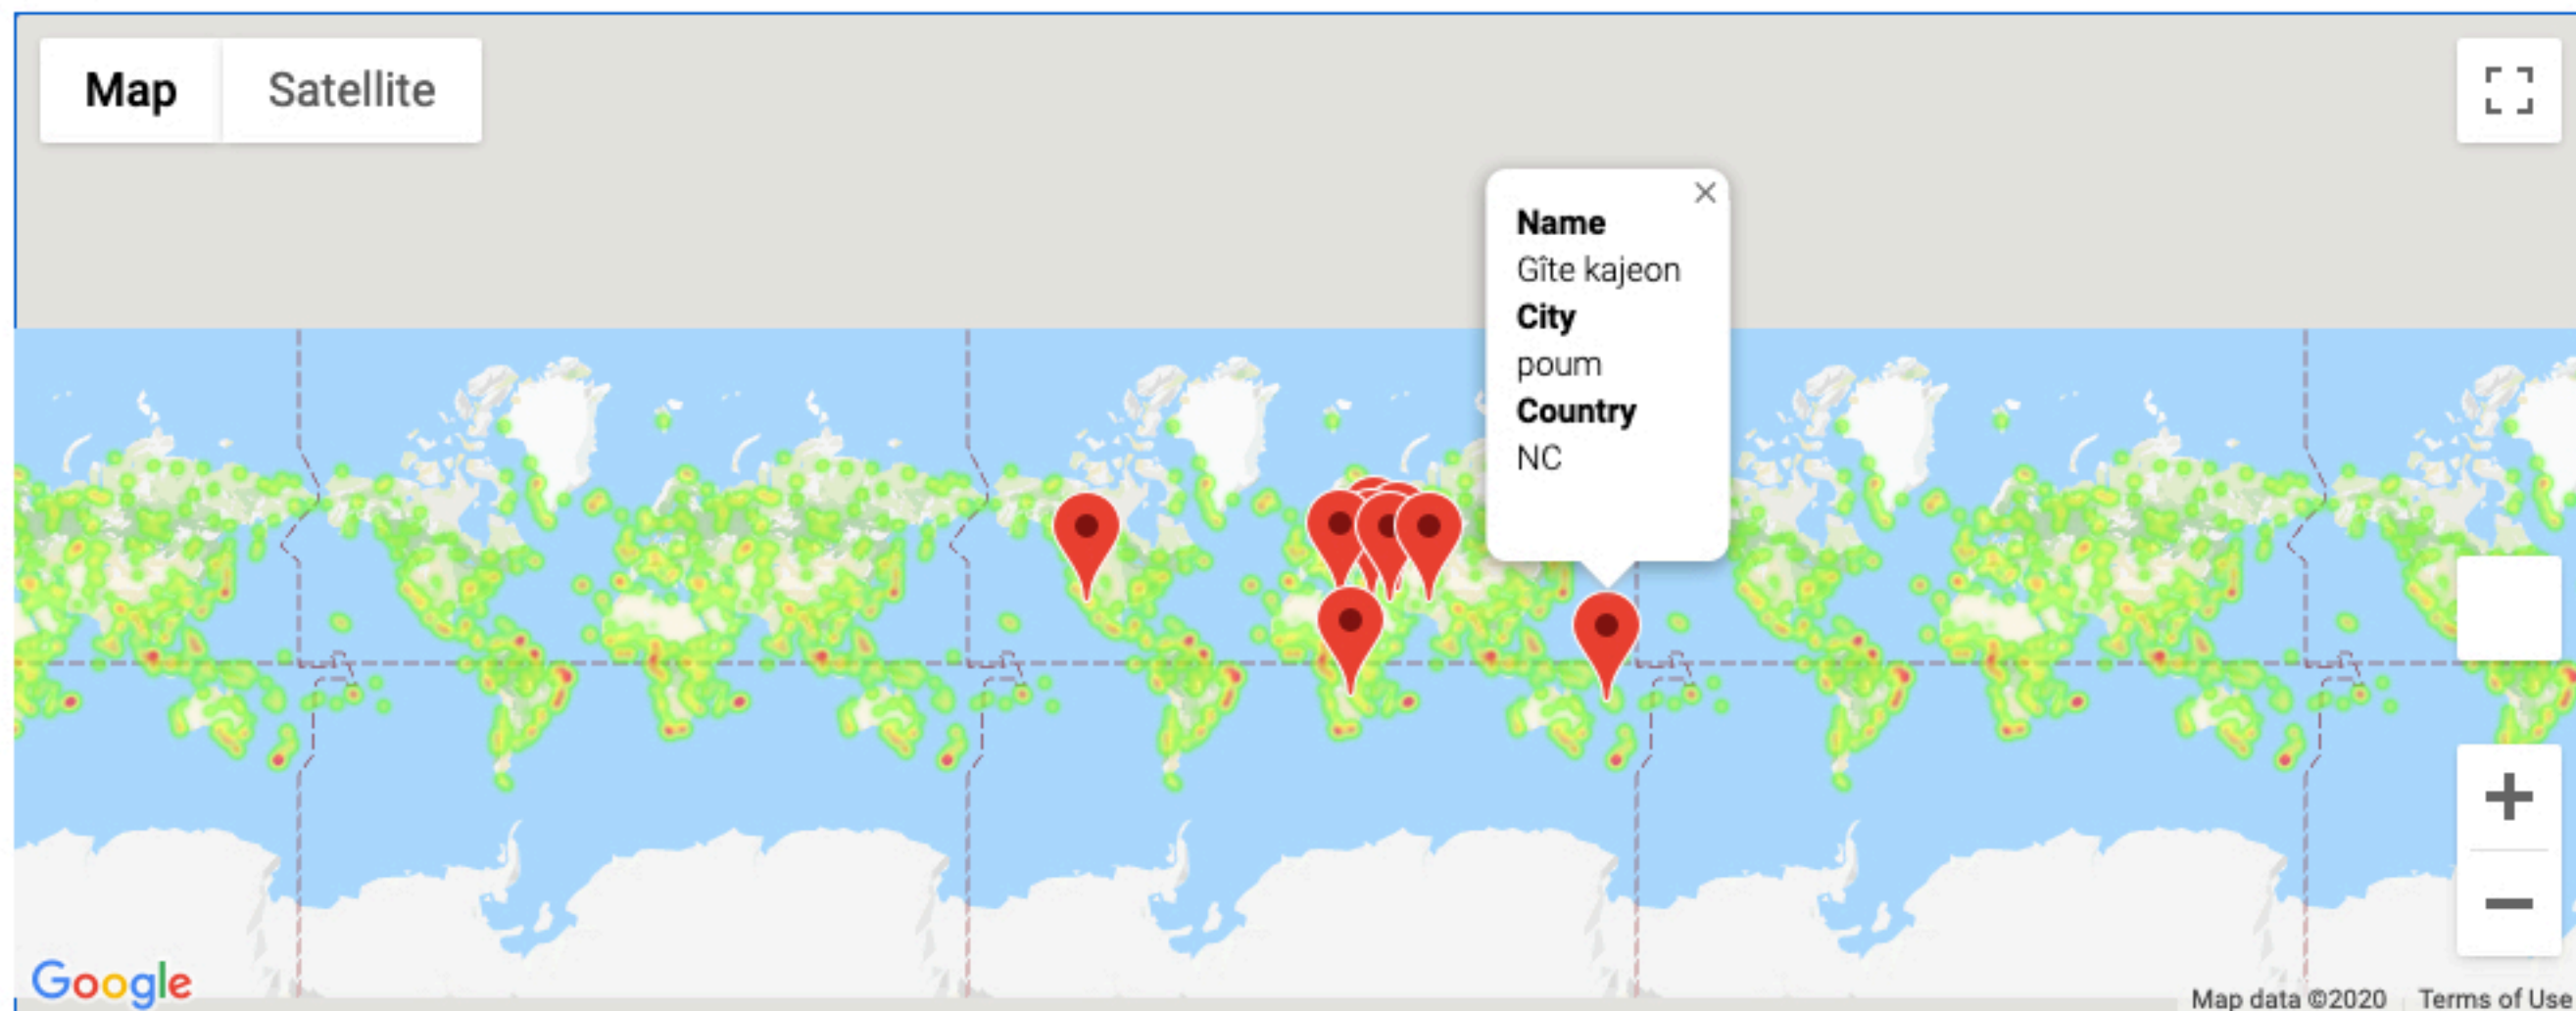 Map Satellite
Name
Gîte kajeon
City
poum
Country
NC
Google
Map data ©2020 Terms of Use